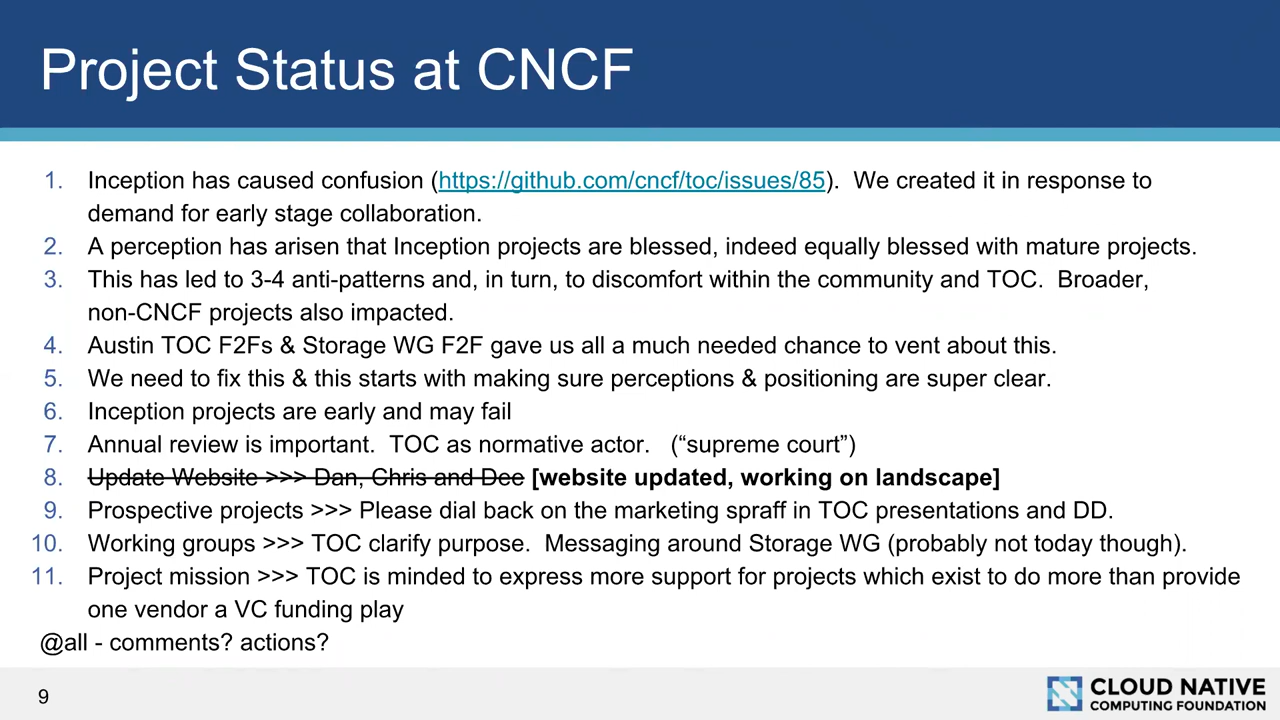 Project Status at CNCF
1. Inception has caused confusion (https://github.com/cncf/toc/issues/85).  We created it in response to
demand for early stage collaboration.
2. A perception has arisen that Inception projects are blessed, indeed equally blessed with mature projects.
3. This has led to 3-4 anti-patterns and, in turn, to discomfort within the community and TOC.  Broader,
non-CNCF projects also impacted.
4. Austin TOC F2Fs & Storage WG F2F gave us all a much needed chance to vent about this.
5. We need to fix this & this starts with making sure perceptions & positioning are super clear.
6. Inception projects are early and may fail
7. Annual review is important.  TOC as normative actor.   (“supreme court”)
8. Update Website >>> Dan, Chris and Dee [website updated, working on landscape]
9. Prospective projects >>> Please dial back on the marketing spraff in TOC presentations and DD.
10. Working groups >>> TOC clarify purpose.  Messaging around Storage WG (probably not today though).
11. Project mission >>> TOC is minded to express more support for projects which exist to do more than provide
one vendor a VC funding play
@all - comments? actions?
9
CLOUD NATIVE
COMPUTING FOUNDATION